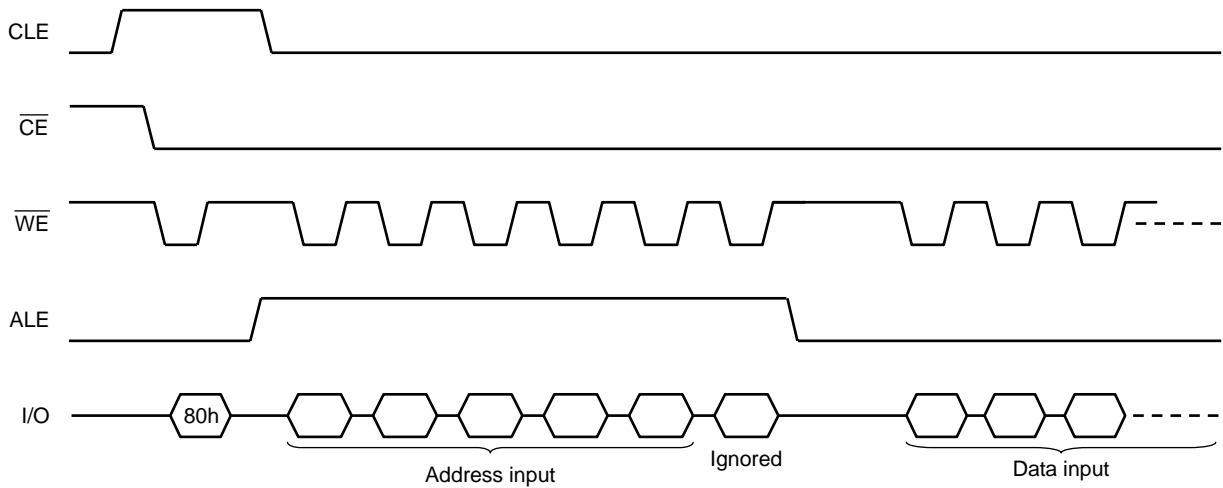 CLE
CE
WE
ALE
I/O
80h
Address input
Ignored
Data input